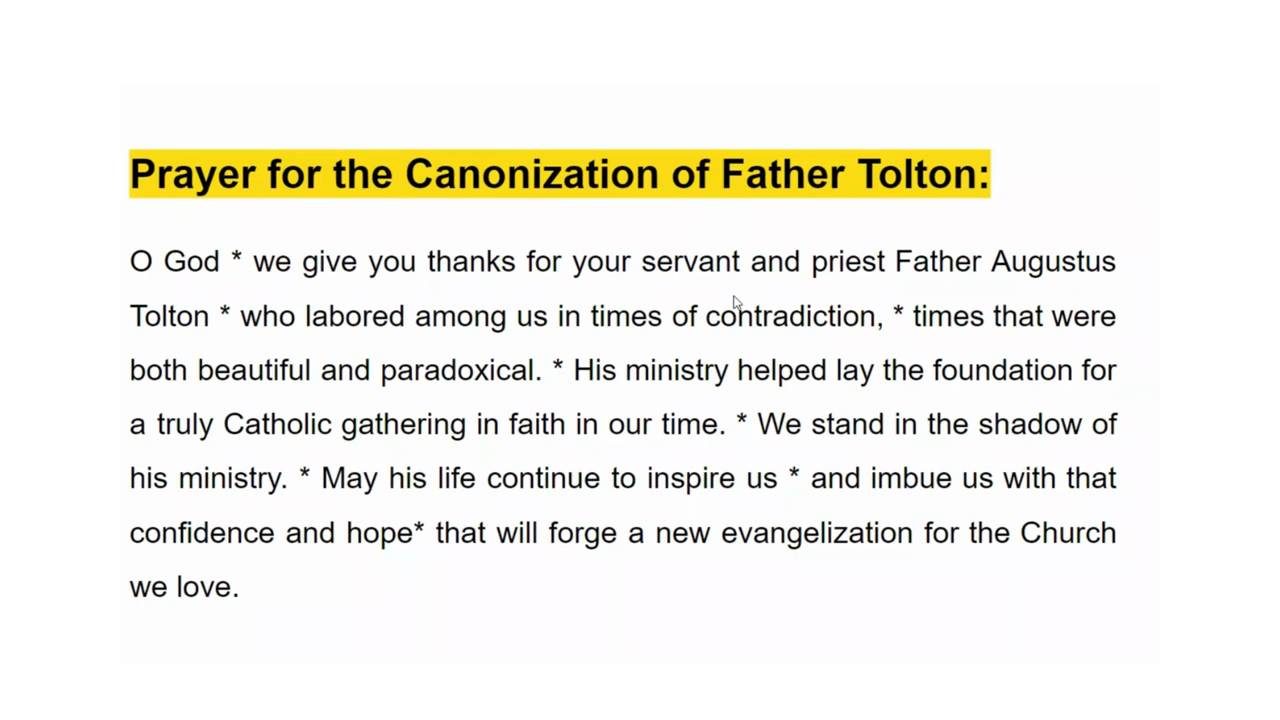 Prayer for the Canonization of Father Tolton:
O God * we give you thanks for your servant and priest Father Augustus
Tolton * who labored among us in times of contradiction, * times that were
both beautiful and paradoxical. * His ministry helped lay the foundation for
a truly Catholic gathering in faith in our time. * We stand in the shadow of
his ministry. * May his life continue to inspire us * and imbue us with that
confidence and hope* that will forge a new evangelization for the Church
we love.